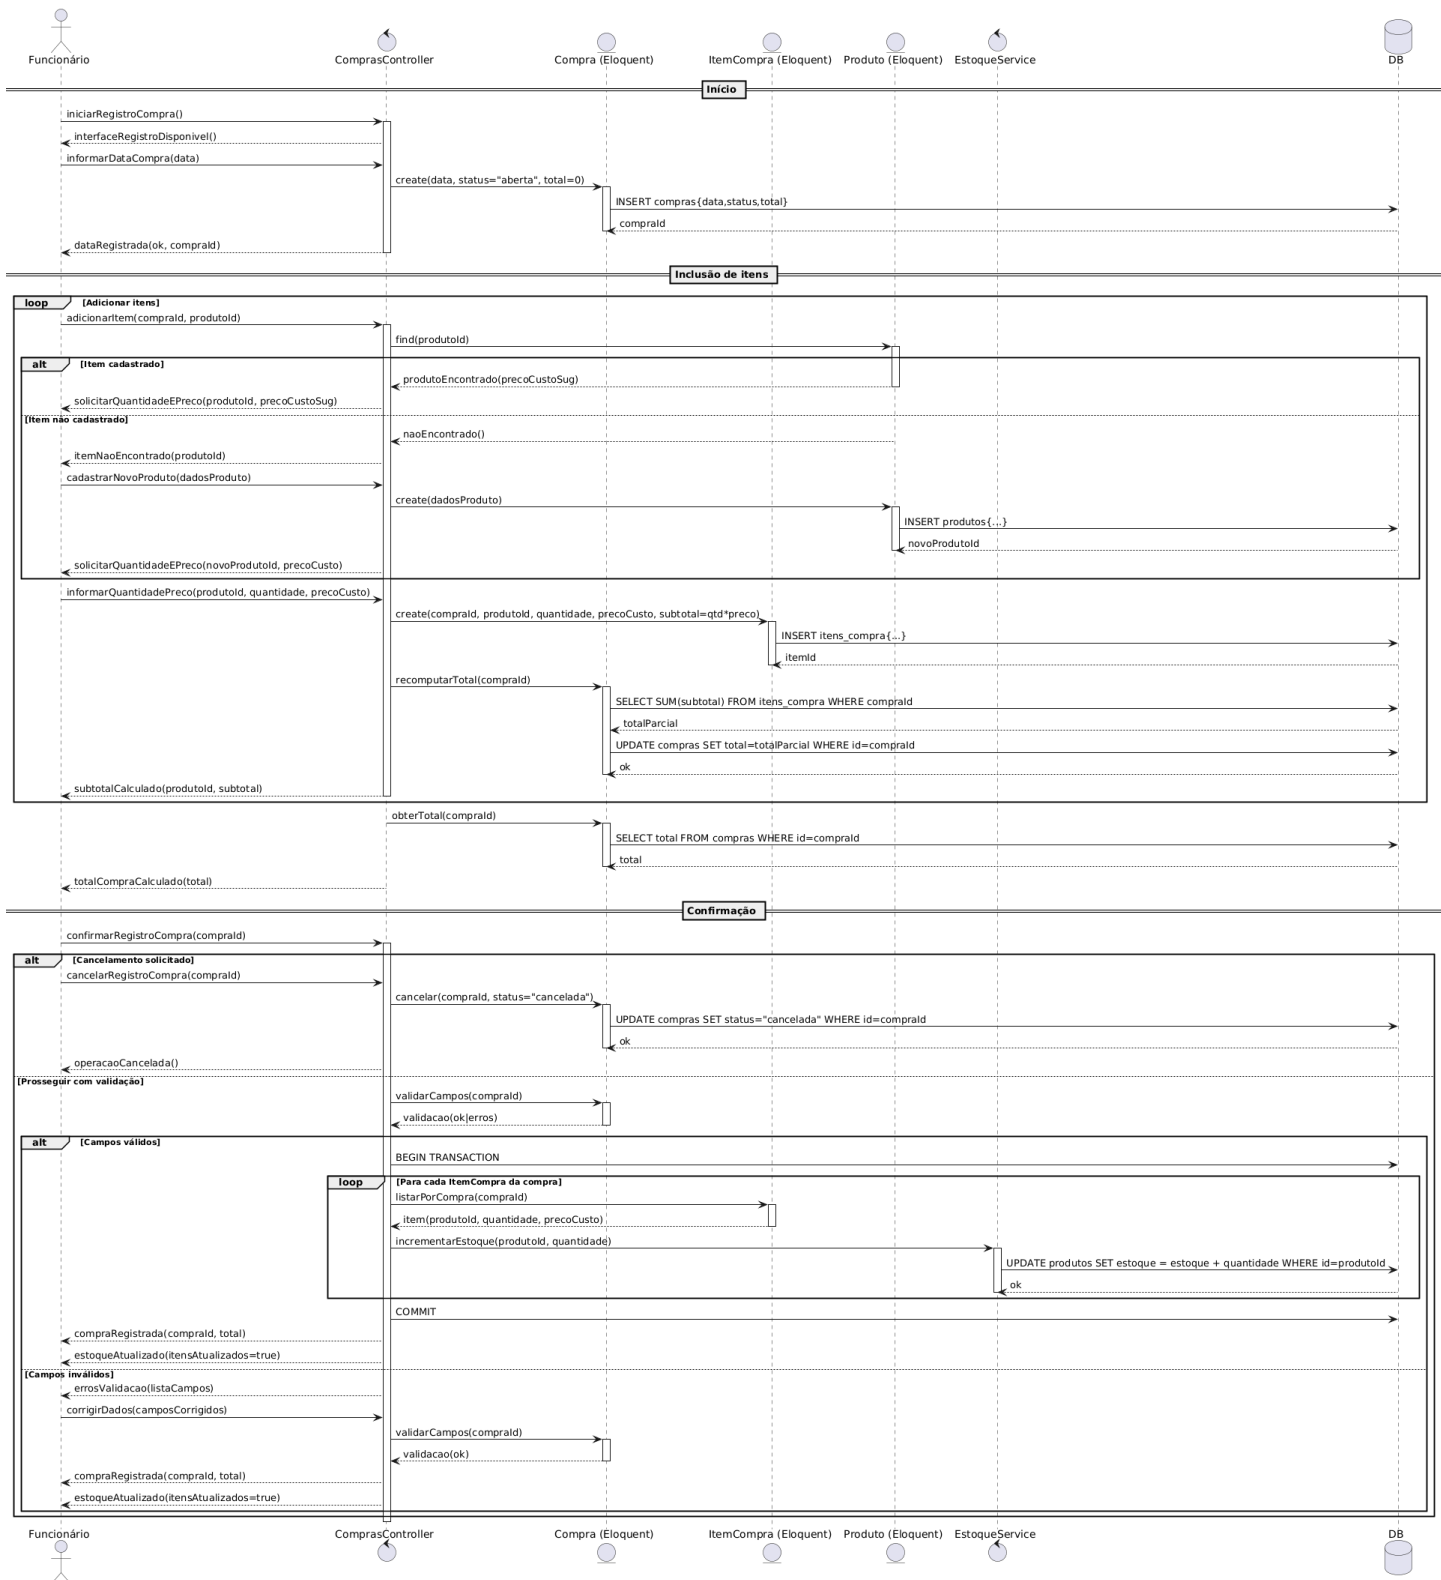 Funcionário
ComprasController
Compra (Eloquent)
ItemCompra (Eloquent)
Produto (Eloquent)
EstoqueService
DB
Início
iniciarRegistroCompra()
interfaceRegistroDisponivel()
informarDataCompra(data)
create(data, status="aberta", total=0)
INSERT compras{data,status,total}
compraId
dataRegistrada(ok, compraId)
Inclusão de itens
loop [Adicionar itens]
adicionarItem(compraId, produtoId)
find(produtoId)
alt [Item cadastrado]
produtoEncontrado(precoCustoSug)
solicitarQuantidadeEPreco(produtoId, precoCustoSug)
[Item não cadastrado]
naoEncontrado()
itemNaoEncontrado(produtoId)
cadastrarNovoProduto(dadosProduto)
create(dadosProduto)
INSERT produtos{...}
novoProdutoId
solicitarQuantidadeEPreco(novoProdutoId, precoCusto)
informarQuantidadePreco(produtoId, quantidade, precoCusto)
create(compraId, produtoId, quantidade, precoCusto, subtotal=qtd*preco)
INSERT itens_compra{...}
itemId
recomputarTotal(compraId)
SELECT SUM(subtotal) FROM itens_compra WHERE compraId
totalParcial
UPDATE compras SET total=totalParcial WHERE id=compraId
ok
subtotalCalculado(produtoId, subtotal)
obterTotal(compraId)
SELECT total FROM compras WHERE id=compraId
total
totalCompraCalculado(total)
Confirmação
confirmarRegistroCompra(compraId)
alt [Cancelamento solicitado]
cancelarRegistroCompra(compraId)
cancelar(compraId, status="cancelada")
UPDATE compras SET status="cancelada" WHERE id=compraId
ok
operacaoCancelada()
[Prosseguir com validação]
validarCampos(compraId)
validacao(ok|erros)
alt [Campos válidos]
BEGIN TRANSACTION
loop [Para cada ItemCompra da compra]
listarPorCompra(compraId)
item(produtoId, quantidade, precoCusto)
incrementarEstoque(produtoId, quantidade)
UPDATE produtos SET estoque = estoque + quantidade WHERE id=produtoId
ok
COMMIT
compraRegistrada(compraId, total)
estoqueAtualizado(itensAtualizados=true)
[Campos inválidos]
errosValidacao(listaCampos)
corrigirDados(camposCorrigidos)
validarCampos(compraId)
validacao(ok)
compraRegistrada(compraId, total)
estoqueAtualizado(itensAtualizados=true)
Funcionário
ComprasController
Compra (Eloquent)
ItemCompra (Eloquent)
Produto (Eloquent)
EstoqueService
DB